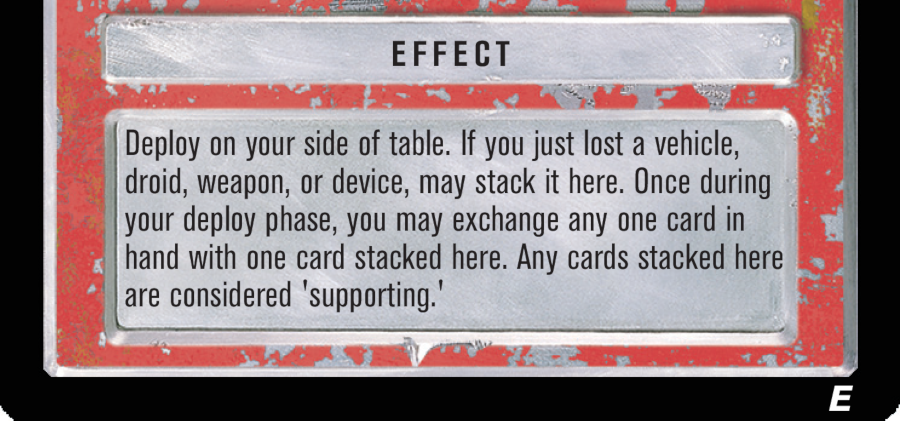 EFFECT
Deploy on your side of table. If you just lost a vehicle,
droid, weapon, or device, may stack it here. Once during
your deploy phase, you may exchange any one card in
hand with one card stacked here. Any cards stacked here
are considered 'supporting.'
E